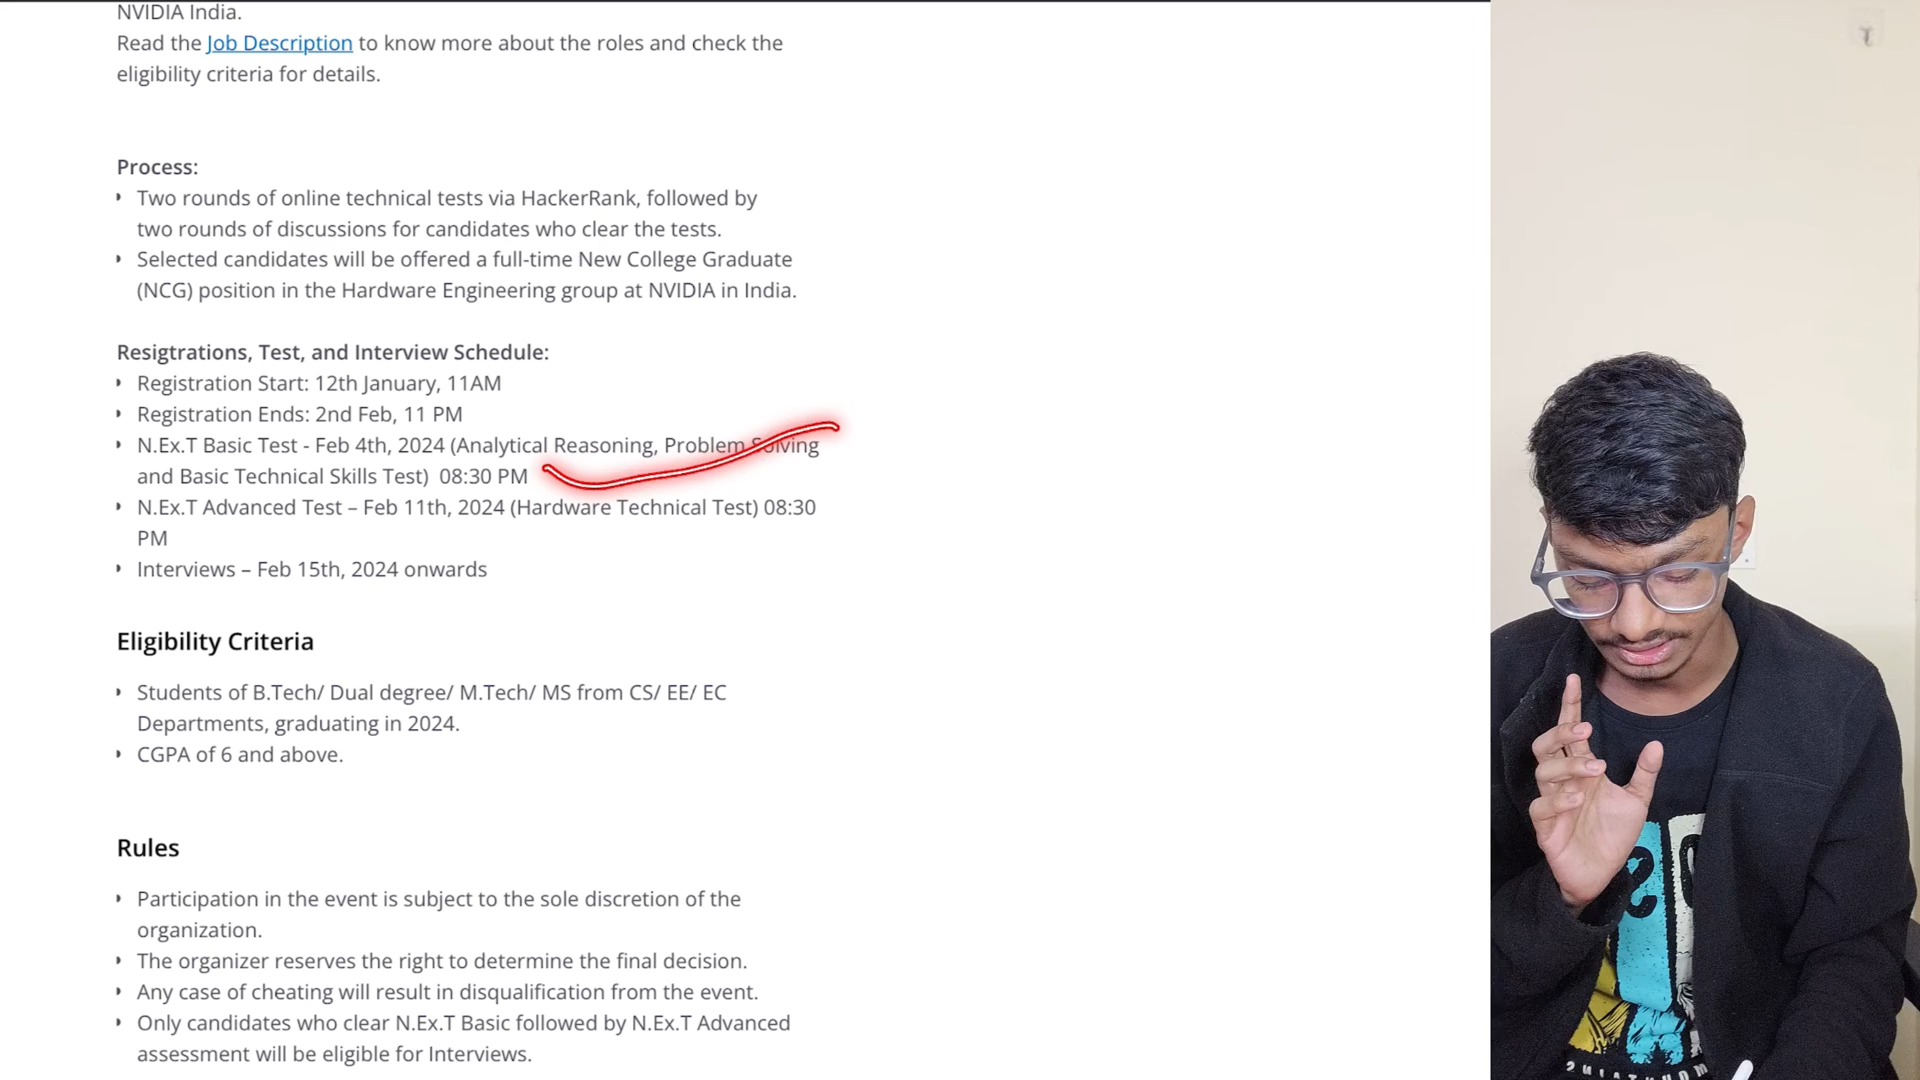 NVIDIA India.
Read the Job Description to know more about the roles and check the
eligibility criteria for details.
Process:
Two rounds of online technical tests via HackerRank, followed by
two rounds of discussions for candidates who clear the tests.
Selected candidates will be offered a full-time New College Graduate
(NCG) position in the Hardware Engineering group at NVIDIA in India.
Resigtrations, Test, and Interview Schedule:
Registration Start: 12th January, 11AM
Registration Ends: 2nd Feb, 11 PM
N.Ex.T Basic Test - Feb 4th, 2024 (Analytical Reasoning, Problem Solving
and Basic Technical Skills Test) 08:30 PM
N.Ex.T Advanced Test – Feb 11th, 2024 (Hardware Technical Test) 08:30
PM
Interviews – Feb 15th, 2024 onwards
Eligibility Criteria
Students of B.Tech/ Dual degree/ M.Tech/ MS from CS/ EE/ EC
Departments, graduating in 2024.
CGPA of 6 and above.
Rules
Participation in the event is subject to the sole discretion of the
organization.
The organizer reserves the right to determine the final decision.
Any case of cheating will result in disqualification from the event.
Only candidates who clear N.Ex.T Basic followed by N.Ex.T Advanced
assessment will be eligible for Interviews.